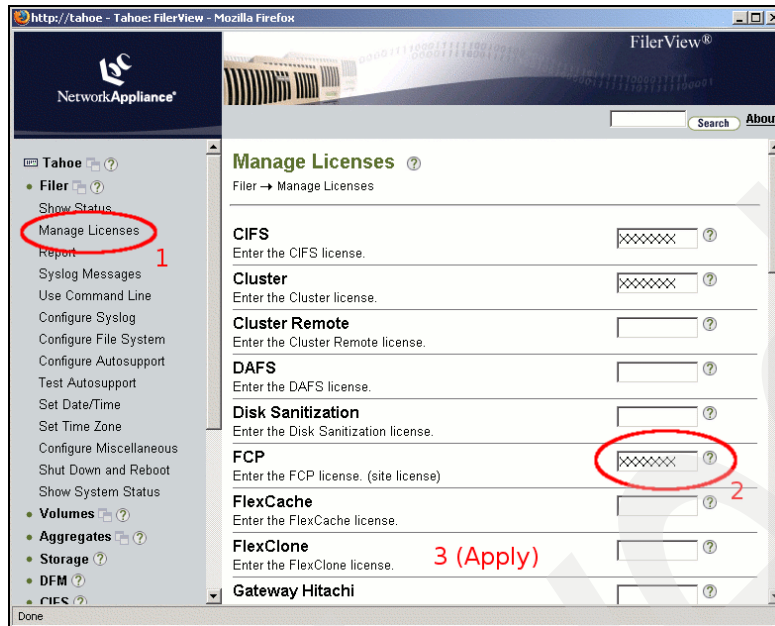 http://tahoe - Tahoe: FilerView - Mozilla Firefox
NetworkAppliance®
FilerView®
Search
Abou
Tahoe
Filer
Show Status
Manage Licenses
Report
Syslog Messages
Use Command Line
Configure Syslog
Configure File System
Configure Autosupport
Test Autosupport
Set Date/Time
Set Time Zone
Configure Miscellaneous
Shut Down and Reboot
Show System Status
Volumes
Aggregates
Storage
DFM
CIFS
1
Manage Licenses
Filer → Manage Licenses
CIFS
XXXXXXX
Enter the CIFS license.
Cluster
XXXXXXX
Enter the Cluster license.
Cluster Remote
Enter the Cluster Remote license.
DAFS
Enter the DAFS license.
Disk Sanitization
Enter the Disk Sanitization license.
FCP
XXXXXXX
Enter the FCP license. (site license)
2
FlexCache
Enter the FlexCache license.
FlexClone
3 (Apply)
Enter the FlexClone license.
Gateway Hitachi
Done